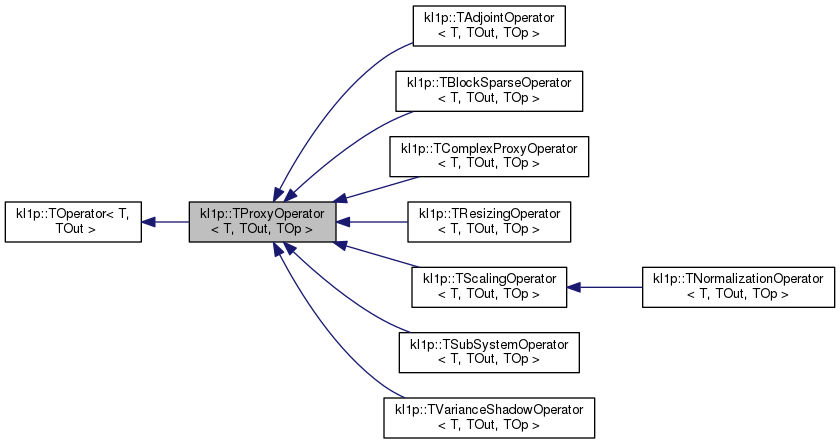 kl1p::TAdjointOperator
< T, TOut, TOp >
kl1p::TBlockSparseOperator
< T, TOut, TOp >
kl1p::TComplexProxyOperator
< T, TOut, TOp >
kl1p::TOperator< T,
TOut >
kl1p::TProxyOperator
< T, TOut, TOp >
kl1p::TResizingOperator
< T, TOut, TOp >
kl1p::TScalingOperator
< T, TOut, TOp >
kl1p::TNormalizationOperator
< T, TOut, TOp >
kl1p::TSubSystemOperator
< T, TOut, TOp >
kl1p::TVarianceShadowOperator
< T, TOut, TOp >